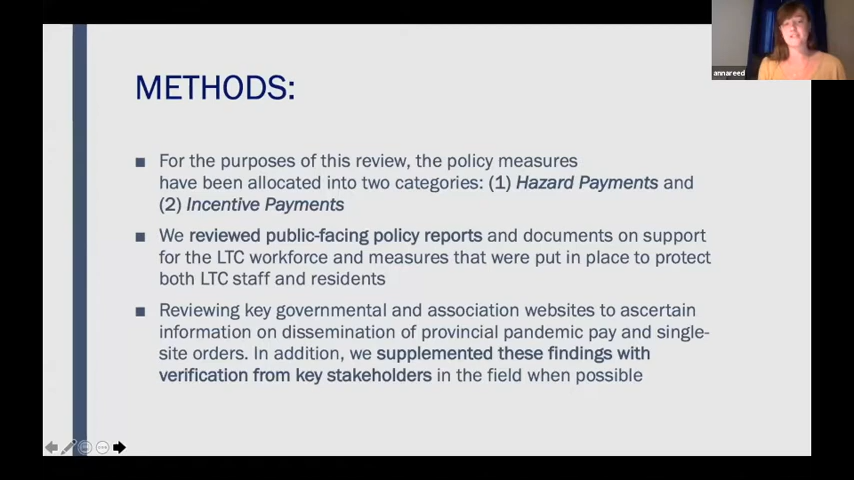 annareed
METHODS:
■ For the purposes of this review, the policy measures
have been allocated into two categories: (1) Hazard Payments and
(2) Incentive Payments
■ We reviewed public-facing policy reports and documents on support
for the LTC workforce and measures that were put in place to protect
both LTC staff and residents
■ Reviewing key governmental and association websites to ascertain
information on dissemination of provincial pandemic pay and single-
site orders. In addition, we supplemented these findings with
verification from key stakeholders in the field when possible